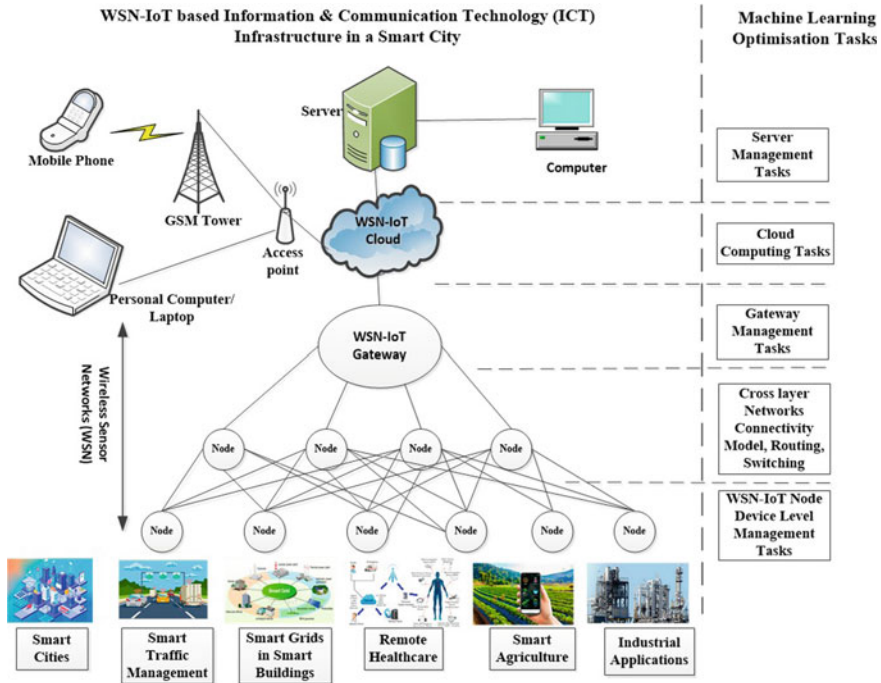 WSN-IoT based Information & Communication Technology (ICT)
Infrastructure in a Smart City
Machine Learning
Optimisation Tasks
Mobile Phone
GSM Tower
Server
Computer
Server
Management
Tasks
WSN-IoT
Cloud
Access
point
Cloud
Computing Tasks
Personal Computer/
Laptop
WSN-IoT
Gateway
Gateway
Management
Tasks
Wireless Sensor
Networks (WSN)
Cross layer
Networks
Connectivity
Model, Routing,
Switching
Node
Node
Node
Node
WSN-IoT Node
Device Level
Management
Tasks
Node
Node
Node
Node
Node
Node
Smart Grid
Smart
Cities
Smart
Traffic
Management
Smart Grids
in Smart
Buildings
Remote
Healthcare
Smart
Agriculture
Industrial
Applications